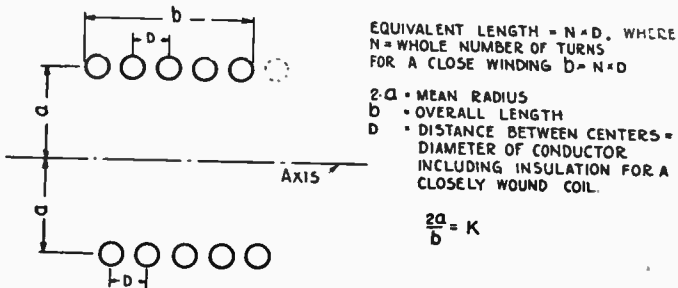 b
D
a
AXIS
a
D
EQUIVALENT LENGTH = N × D. WHERE
N = WHOLE NUMBER OF TURNS
FOR A CLOSE WINDING b = N × D
2·a = MEAN RADIUS
b = OVERALL LENGTH
D = DISTANCE BETWEEN CENTERS =
DIAMETER OF CONDUCTOR
INCLUDING INSULATION FOR A
CLOSELY WOUND COIL.
2a/b = K